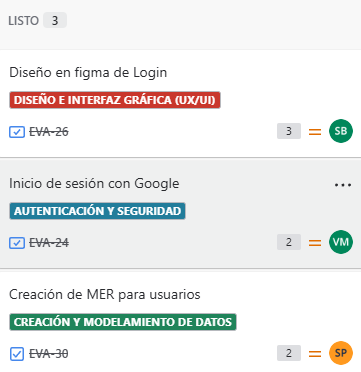 LISTO 3
Diseño en figma de Login
DISEÑO E INTERFAZ GRÁFICA (UX/UI)
EVA-26 3 SB
Inicio de sesión con Google
AUTENTICACIÓN Y SEGURIDAD
EVA-24 2 VM
Creación de MER para usuarios
CREACIÓN Y MODELAMIENTO DE DATOS
EVA-30 2 SP